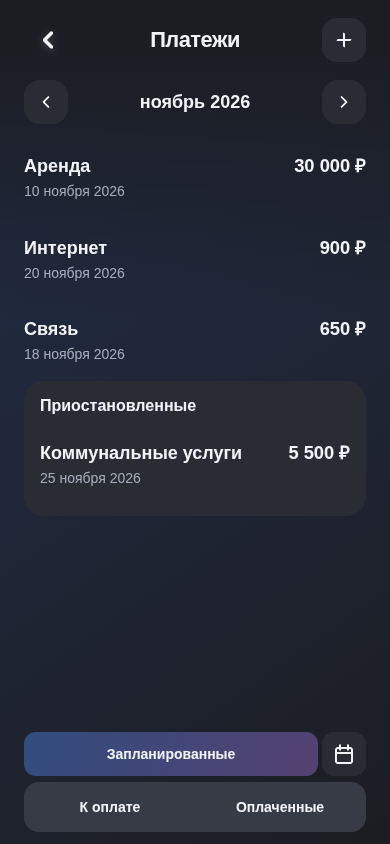 Платежи
ноябрь 2026
Аренда 30 000 ₽
10 ноября 2026
Интернет 900 ₽
20 ноября 2026
Связь 650 ₽
18 ноября 2026
Приостановленные
Коммунальные услуги 5 500 ₽
25 ноября 2026
Запланированные
К оплате Оплаченные